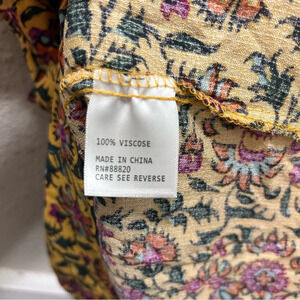 100% VISCOSE
MADE IN CHINA
RN#88820
CARE SEE REVERSE